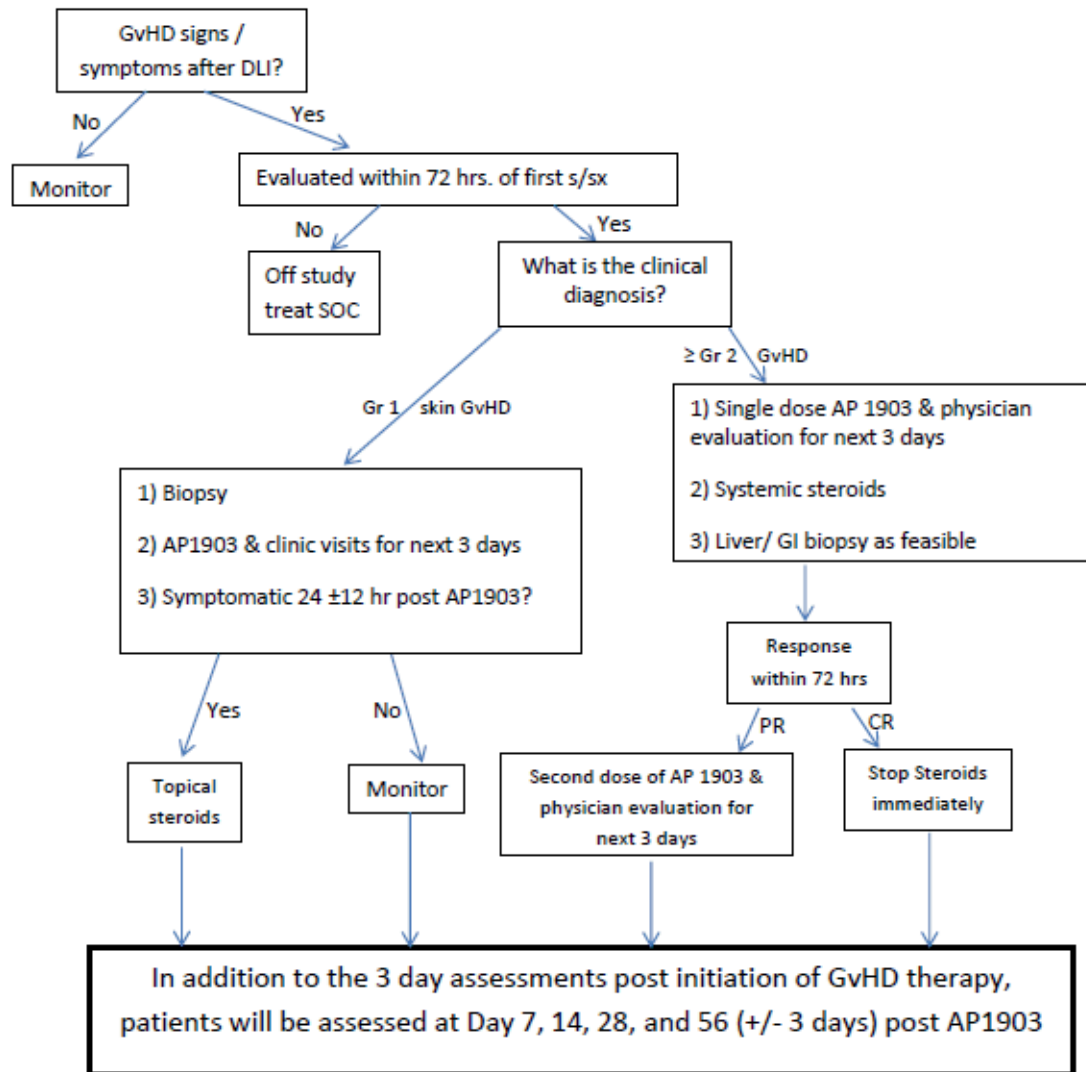 GvHD signs /
symptoms after DLI?
No
Yes
Monitor
Evaluated within 72 hrs. of first s/sx
No
Yes
Off study
treat SOC
What is the clinical
diagnosis?
Gr 1 skin GvHD
≥ Gr 2 GvHD
1) Biopsy
2) AP1903 & clinic visits for next 3 days
3) Symptomatic 24 ±12 hr post AP1903?
1) Single dose AP 1903 & physician
evaluation for next 3 days
2) Systemic steroids
3) Liver/ GI biopsy as feasible
Response
within 72 hrs
Yes
No
PR
CR
Topical
steroids
Monitor
Second dose of AP 1903 &
physician evaluation for
next 3 days
Stop Steroids
immediately
In addition to the 3 day assessments post initiation of GvHD therapy,
patients will be assessed at Day 7, 14, 28, and 56 (+/- 3 days) post AP1903